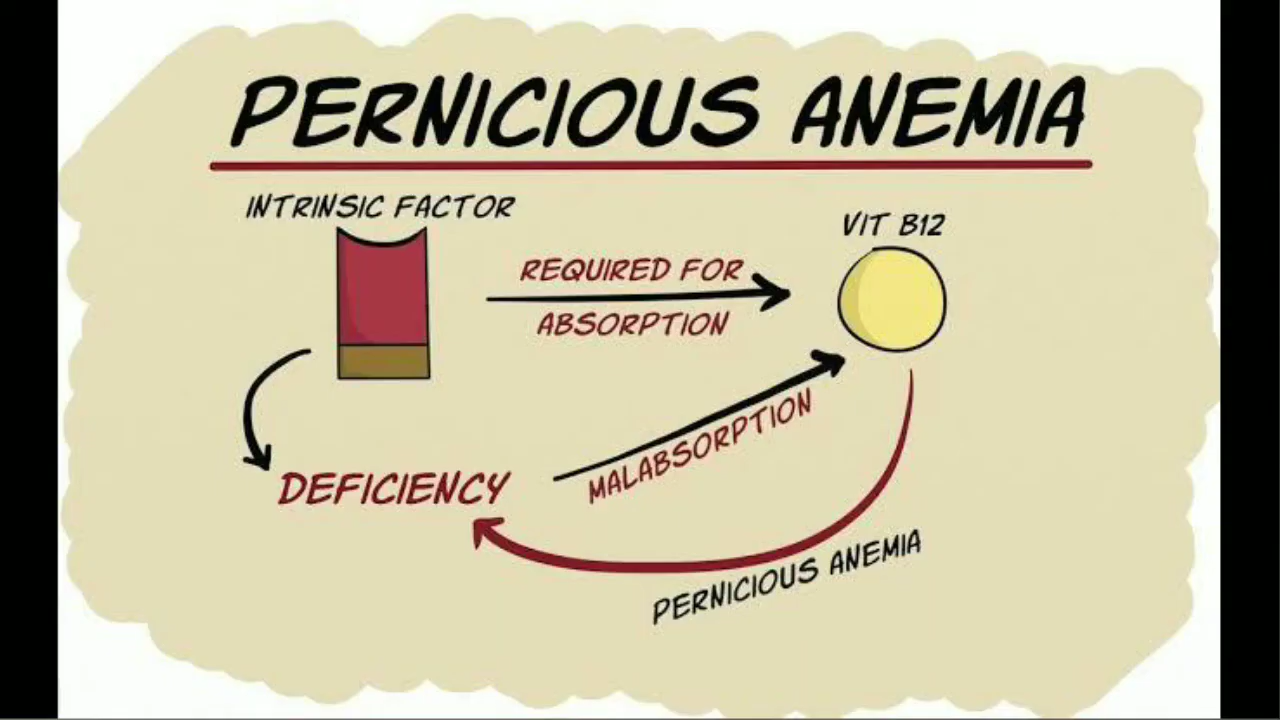 PERNICIOUS ANEMIA
INTRINSIC FACTOR
VIT B12
REQUIRED FOR
ABSORPTION
MALABSORPTION
DEFICIENCY
PERNICIOUS ANEMIA